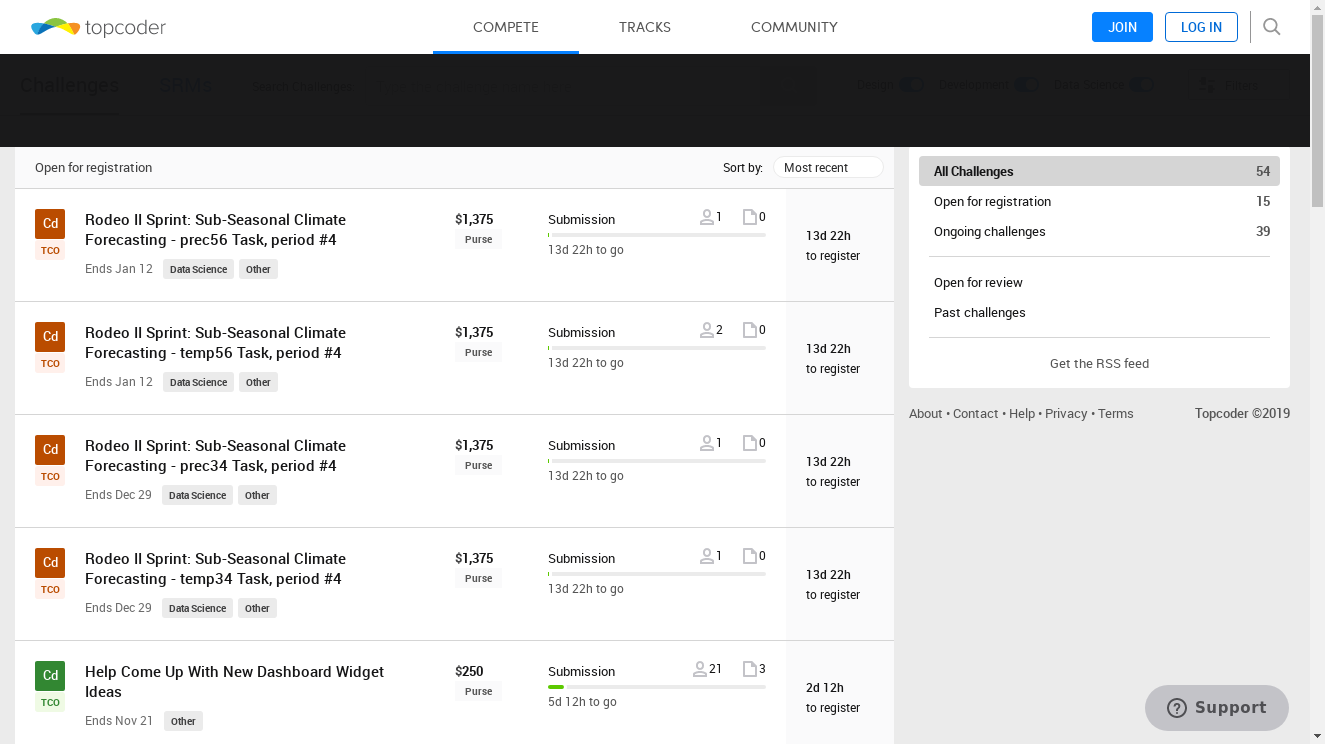 topcoder
COMPETE TRACKS COMMUNITY JOIN LOG IN
Challenges SRMs Search Challenges Design Development Data Science Filters
Open for registration Sort by: Most recent
Cd TCO
Rodeo II Sprint: Sub-Seasonal Climate
Forecasting - prec56 Task, period #4
Ends Jan 12 Data Science Other
$1,375
Purse
Submission 1 0
13d 22h to go
13d 22h
to register
Cd TCO
Rodeo II Sprint: Sub-Seasonal Climate
Forecasting - temp56 Task, period #4
Ends Jan 12 Data Science Other
$1,375
Purse
Submission 2 0
13d 22h to go
13d 22h
to register
Cd TCO
Rodeo II Sprint: Sub-Seasonal Climate
Forecasting - prec34 Task, period #4
Ends Dec 29 Data Science Other
$1,375
Purse
Submission 1 0
13d 22h to go
13d 22h
to register
Cd TCO
Rodeo II Sprint: Sub-Seasonal Climate
Forecasting - temp34 Task, period #4
Ends Dec 29 Data Science Other
$1,375
Purse
Submission 1 0
13d 22h to go
13d 22h
to register
Cd TCO
Help Come Up With New Dashboard Widget
Ideas
Ends Nov 21 Other
$250
Purse
Submission 21 3
5d 12h to go
2d 12h
to register
All Challenges 54
Open for registration 15
Ongoing challenges 39
Open for review
Past challenges
Get the RSS feed
About • Contact • Help • Privacy • Terms Topcoder ©2019
Support